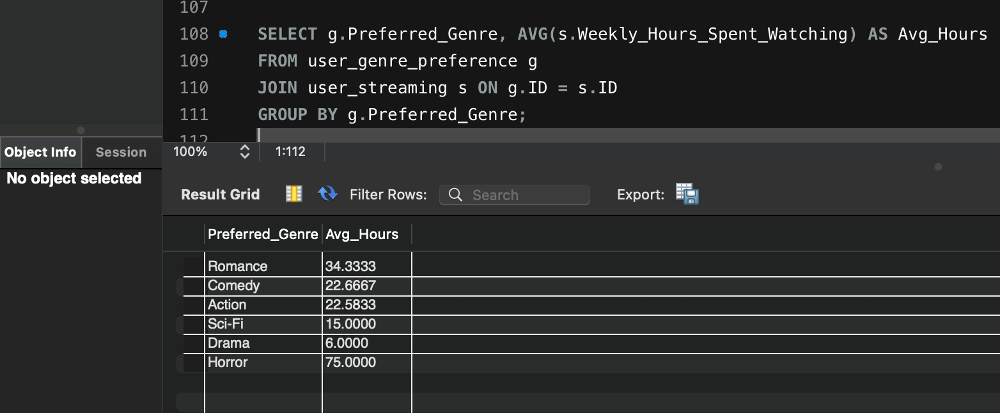 107
108 SELECT g.Preferred_Genre, AVG(s.Weekly_Hours_Spent_Watching) AS Avg_Hours
109 FROM user_genre_preference g
110 JOIN user_streaming s ON g.ID = s.ID
111 GROUP BY g.Preferred_Genre;
112
Object Info Session 100% 1:112
No object selected
Result Grid Filter Rows: Search Export:
Preferred_Genre Avg_Hours
Romance 34.3333
Comedy 22.6667
Action 22.5833
Sci-Fi 15.0000
Drama 6.0000
Horror 75.0000